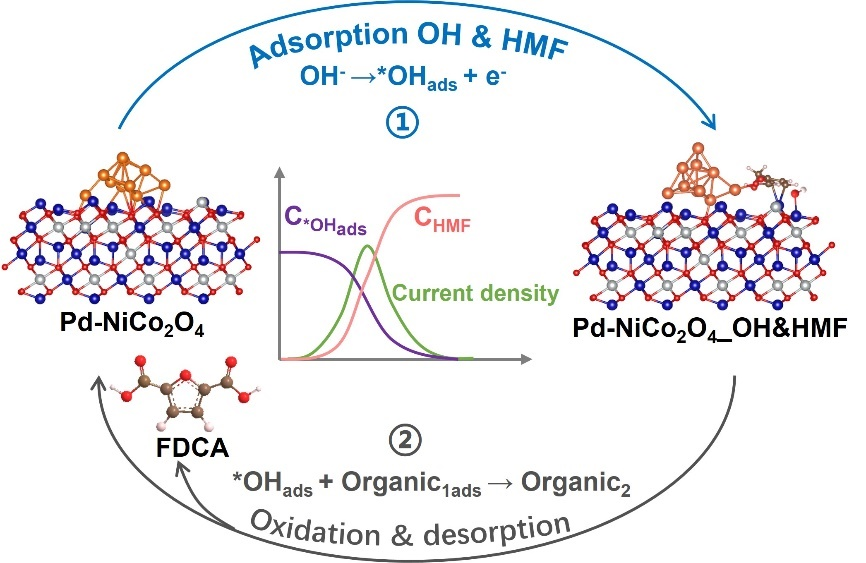 Adsorption OH & HMF
OH⁻ → *OHads + e⁻
①
C*OHads
CHMF
Current density
Pd-NiCo₂O₄
Pd-NiCo₂O₄_OH&HMF
FDCA
②
*OHads + Organic1ads → Organic₂
Oxidation & desorption